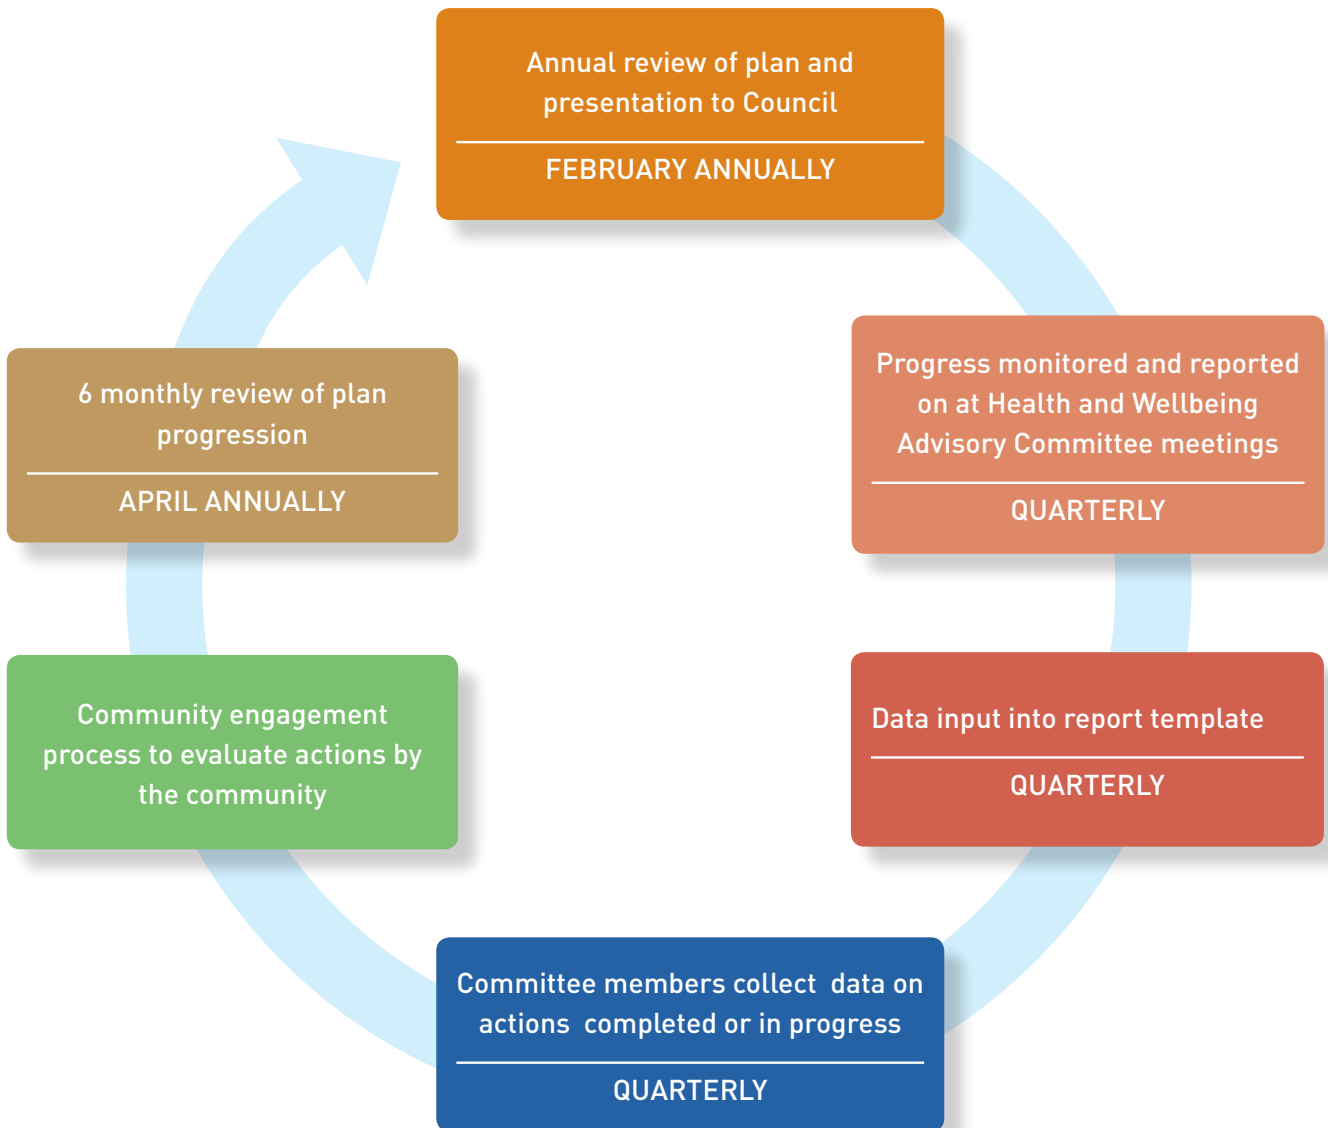 Annual review of plan and
presentation to Council
FEBRUARY ANNUALLY
Progress monitored and reported
on at Health and Wellbeing
Advisory Committee meetings
QUARTERLY
Data input into report template
QUARTERLY
Committee members collect data on
actions completed or in progress
QUARTERLY
Community engagement
process to evaluate actions by
the community
6 monthly review of plan
progression
APRIL ANNUALLY